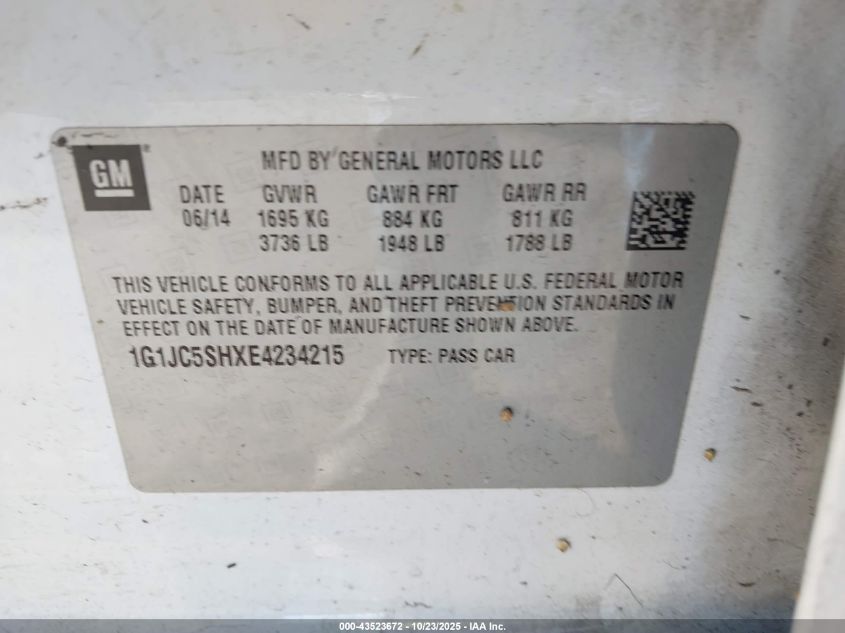 GM ®
MFD BY GENERAL MOTORS LLC
DATE GVWR GAWR FRT GAWR RR
06/14 1695 KG 884 KG 811 KG
3736 LB 1948 LB 1788 LB
THIS VEHICLE CONFORMS TO ALL APPLICABLE U.S. FEDERAL MOTOR
VEHICLE SAFETY, BUMPER, AND THEFT PREVENTION STANDARDS IN
EFFECT ON THE DATE OF MANUFACTURE SHOWN ABOVE.
1G1JC5SHXE4234215 TYPE: PASS CAR
000-43523672 - 10/23/2025 - IAA Inc.